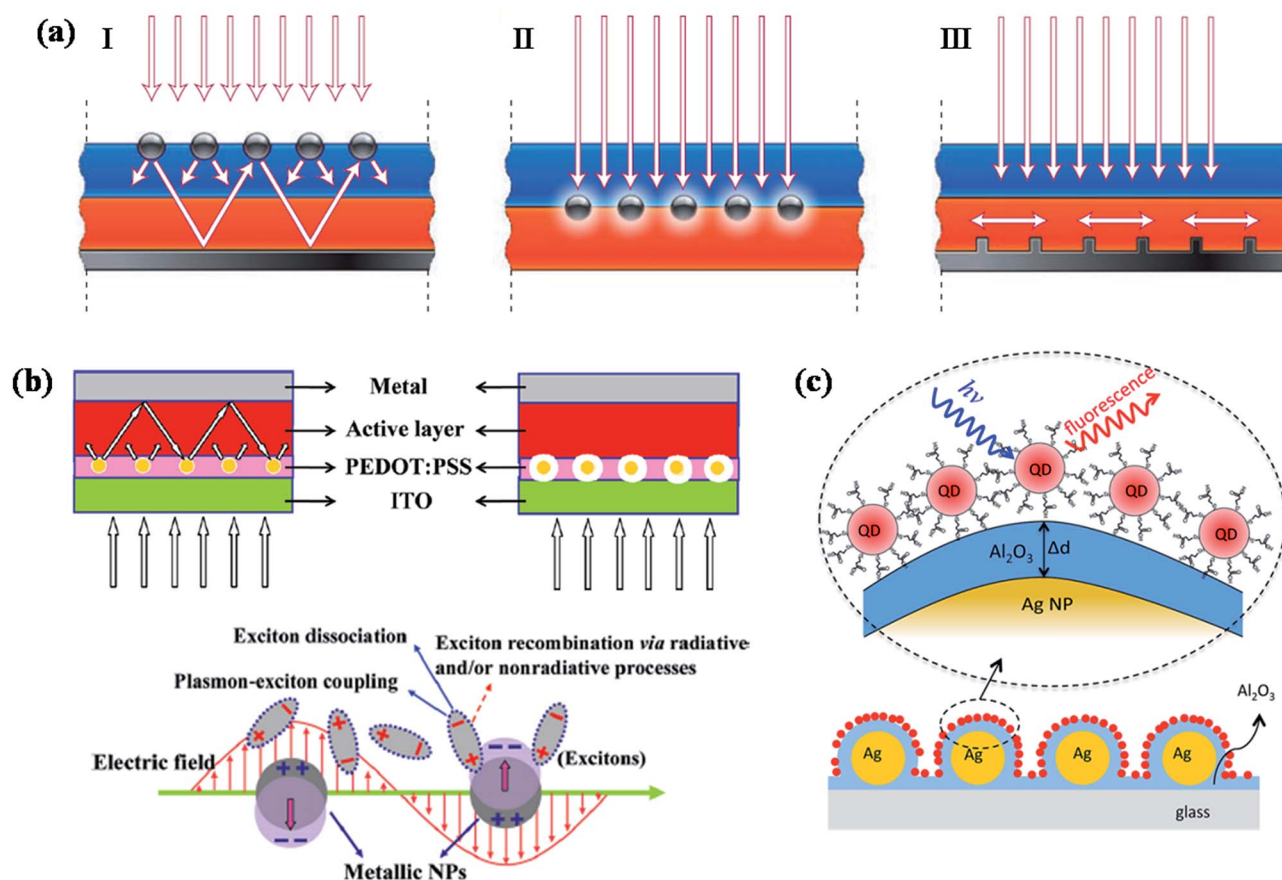 (a)
I
II
III
(b)
Metal
Active layer
PEDOT:PSS
ITO
Exciton dissociation
Exciton recombination via radiative
and/or nonradiative processes
Plasmon-exciton coupling
Electric field
(Excitons)
Metallic NPs
(c)
hν
fluorescence
QD
QD
QD
QD
QD
Al₂O₃
Δd
Ag NP
Al₂O₃
Ag
Ag
Ag
Ag
glass